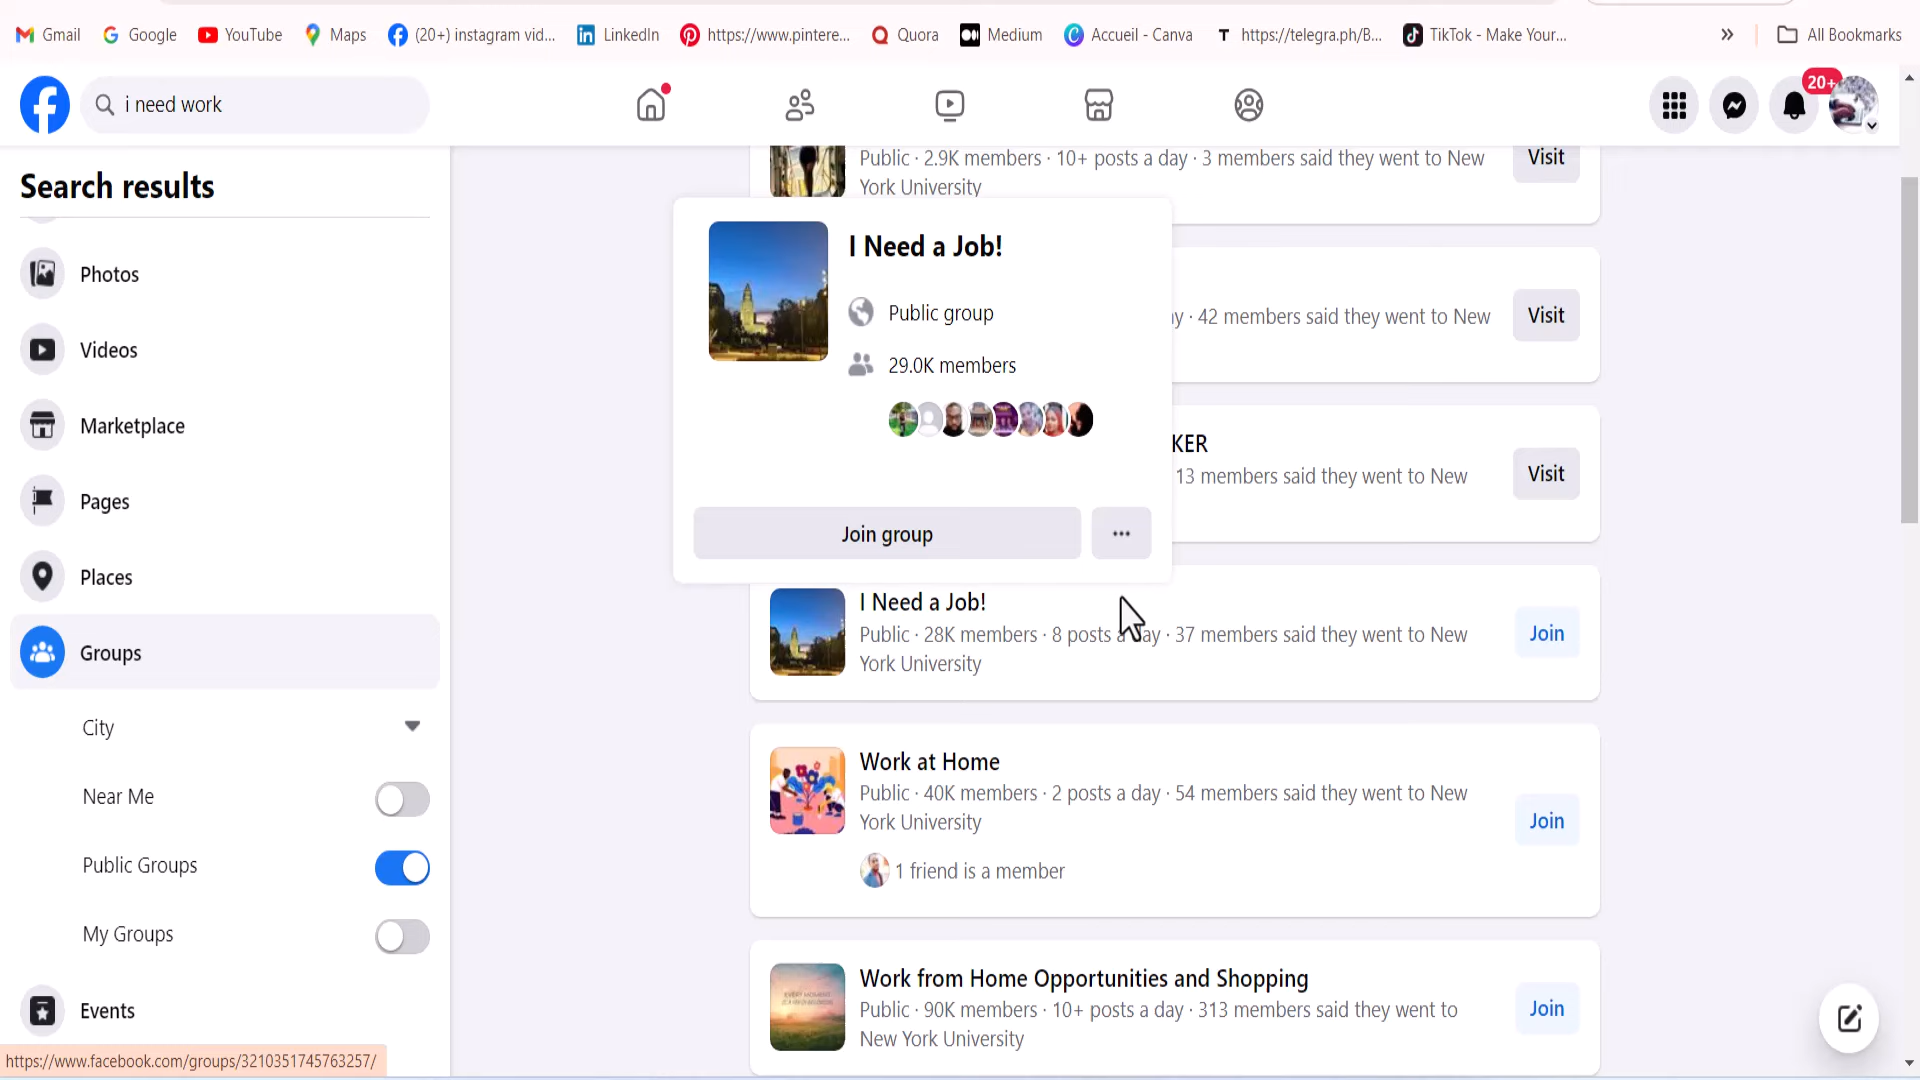 Gmail Google YouTube Maps (20+) instagram vid... LinkedIn https://www.pintere... Quora Medium Accueil - Canva https://telegra.ph/B... TikTok - Make Your... » All Bookmarks
i need work
20+
Search results
Photos
Videos
Marketplace
Pages
Places
Groups
City
Near Me
Public Groups
My Groups
Events
https://www.facebook.com/groups/3210351745763257/
Public · 2.9K members · 10+ posts a day · 3 members said they went to New
York University
Visit
I Need a Job!
Public group
29.0K members
Join group
· 42 members said they went to New
Visit
KER
13 members said they went to New
Visit
I Need a Job!
Public · 28K members · 8 posts a day · 37 members said they went to New
York University
Join
Work at Home
Public · 40K members · 2 posts a day · 54 members said they went to New
York University
1 friend is a member
Join
Work from Home Opportunities and Shopping
Public · 90K members · 10+ posts a day · 313 members said they went to
New York University
Join